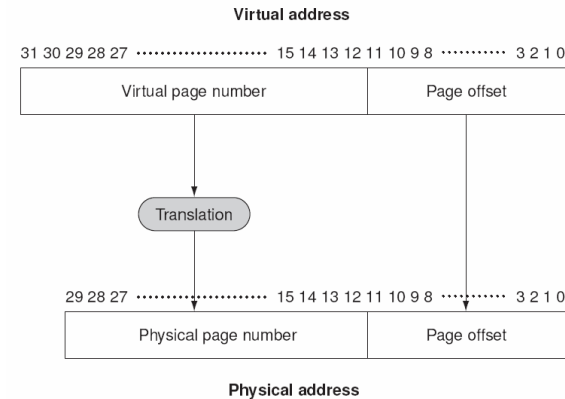 Virtual address
31 30 29 28 27 ···················· 15 14 13 12 11 10 9 8 ·········· 3 2 1 0
Virtual page number Page offset
Translation
29 28 27 ···················· 15 14 13 12 11 10 9 8 ·········· 3 2 1 0
Physical page number Page offset
Physical address